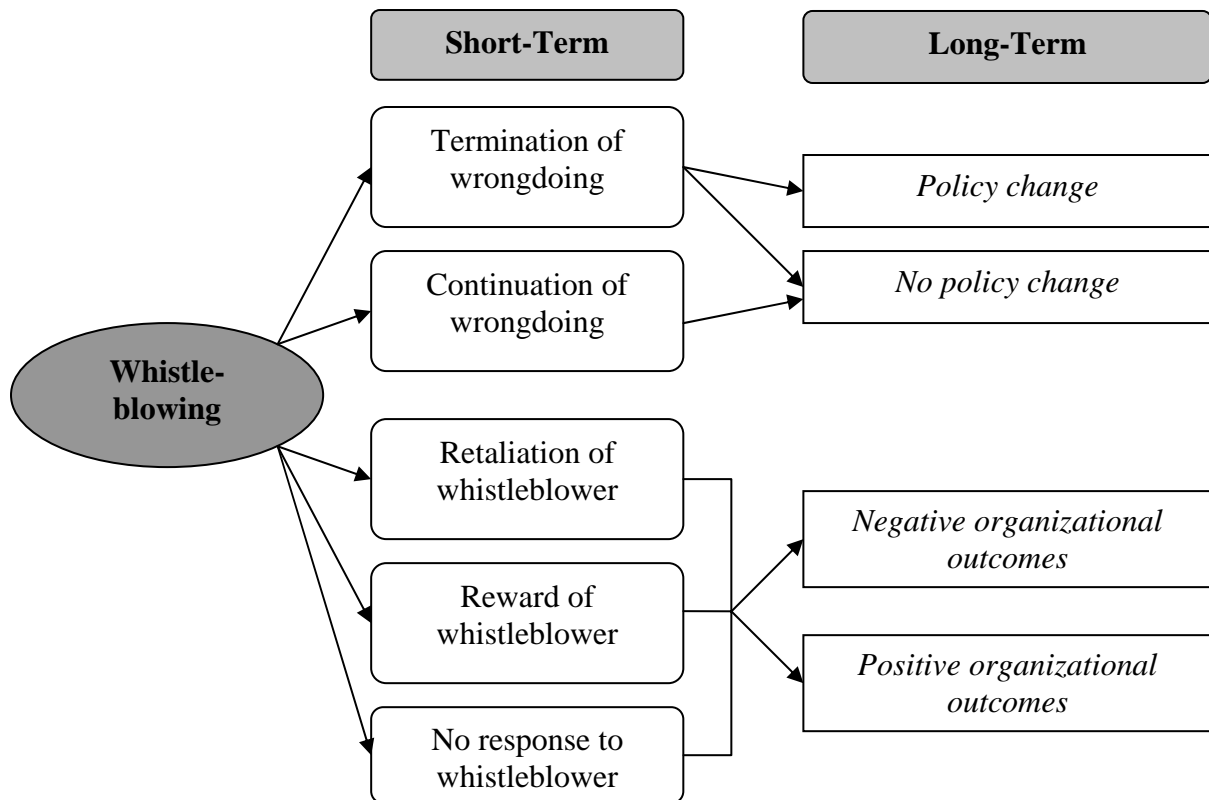 Short-Term
Long-Term
Termination of
wrongdoing
Policy change
Continuation of
wrongdoing
No policy change
Whistle-
blowing
Retaliation of
whistleblower
Negative organizational
outcomes
Reward of
whistleblower
Positive organizational
outcomes
No response to
whistleblower